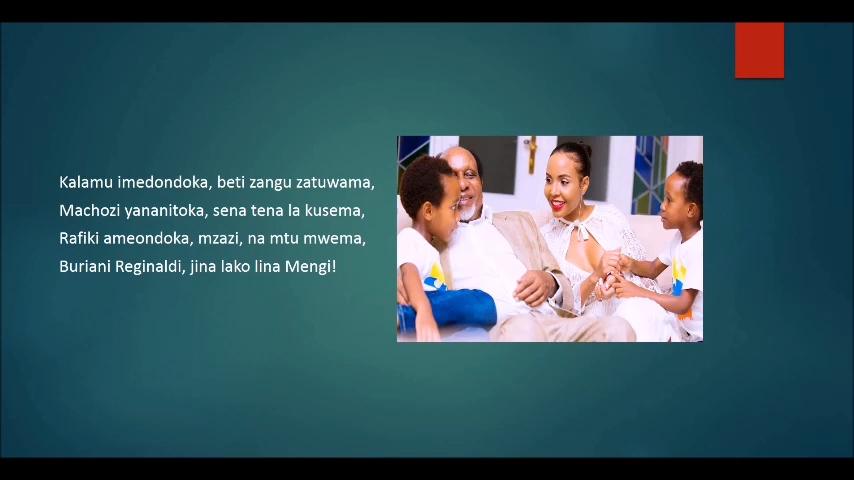 Kalamu imedondoka, beti zangu zatuwama,
Machozi yananitoka, sena tena la kusema,
Rafiki ameondoka, mzazi, na mtu mwema,
Buriani Reginaldi, jina lako lina Mengi!